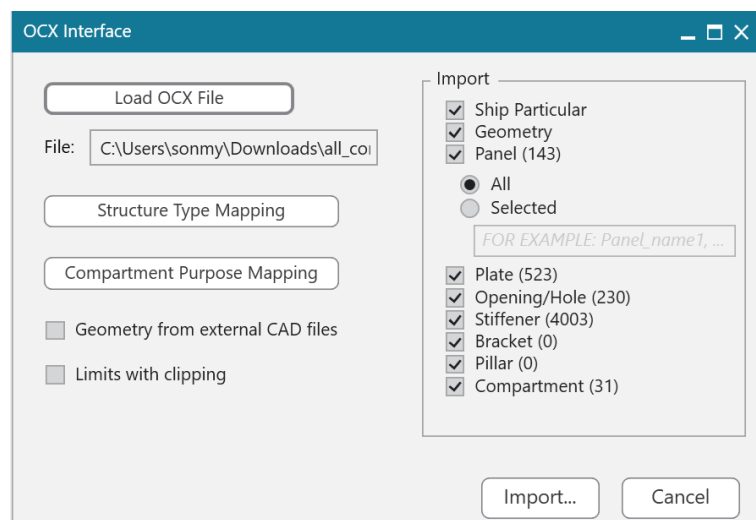 OCX Interface
Load OCX File
File: C:\Users\sonmy\Downloads\all_co
Structure Type Mapping
Compartment Purpose Mapping
Geometry from external CAD files
Limits with clipping
Import
Ship Particular
Geometry
Panel (143)
All
Selected
FOR EXAMPLE: Panel_name1, ...
Plate (523)
Opening/Hole (230)
Stiffener (4003)
Bracket (0)
Pillar (0)
Compartment (31)
Import...
Cancel